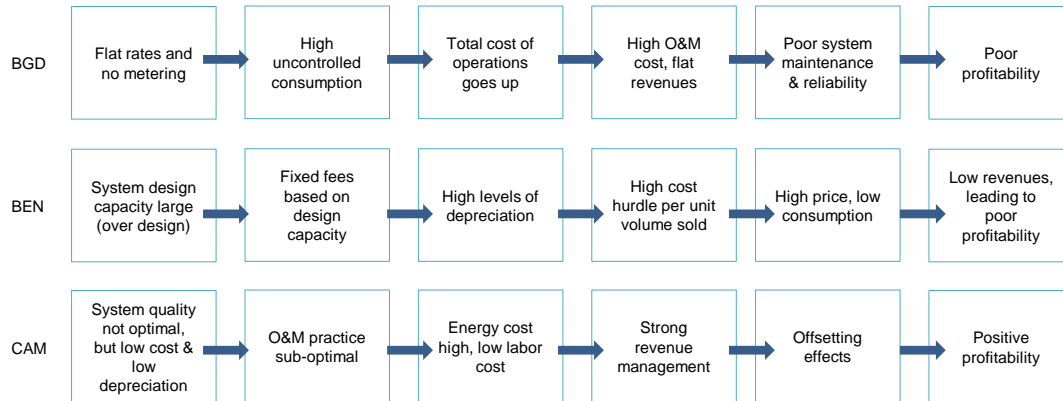 BGD
Flat rates and
no metering
High
uncontrolled
consumption
Total cost of
operations
goes up
High O&M
cost, flat
revenues
Poor system
maintenance
& reliability
Poor
profitability
BEN
System design
capacity large
(over design)
Fixed fees
based on
design
capacity
High levels of
depreciation
High cost
hurdle per unit
volume sold
High price, low
consumption
Low revenues,
leading to
poor
profitability
CAM
System quality
not optimal,
but low cost &
low
depreciation
O&M practice
sub-optimal
Energy cost
high, low labor
cost
Strong
revenue
management
Offsetting
effects
Positive
profitability